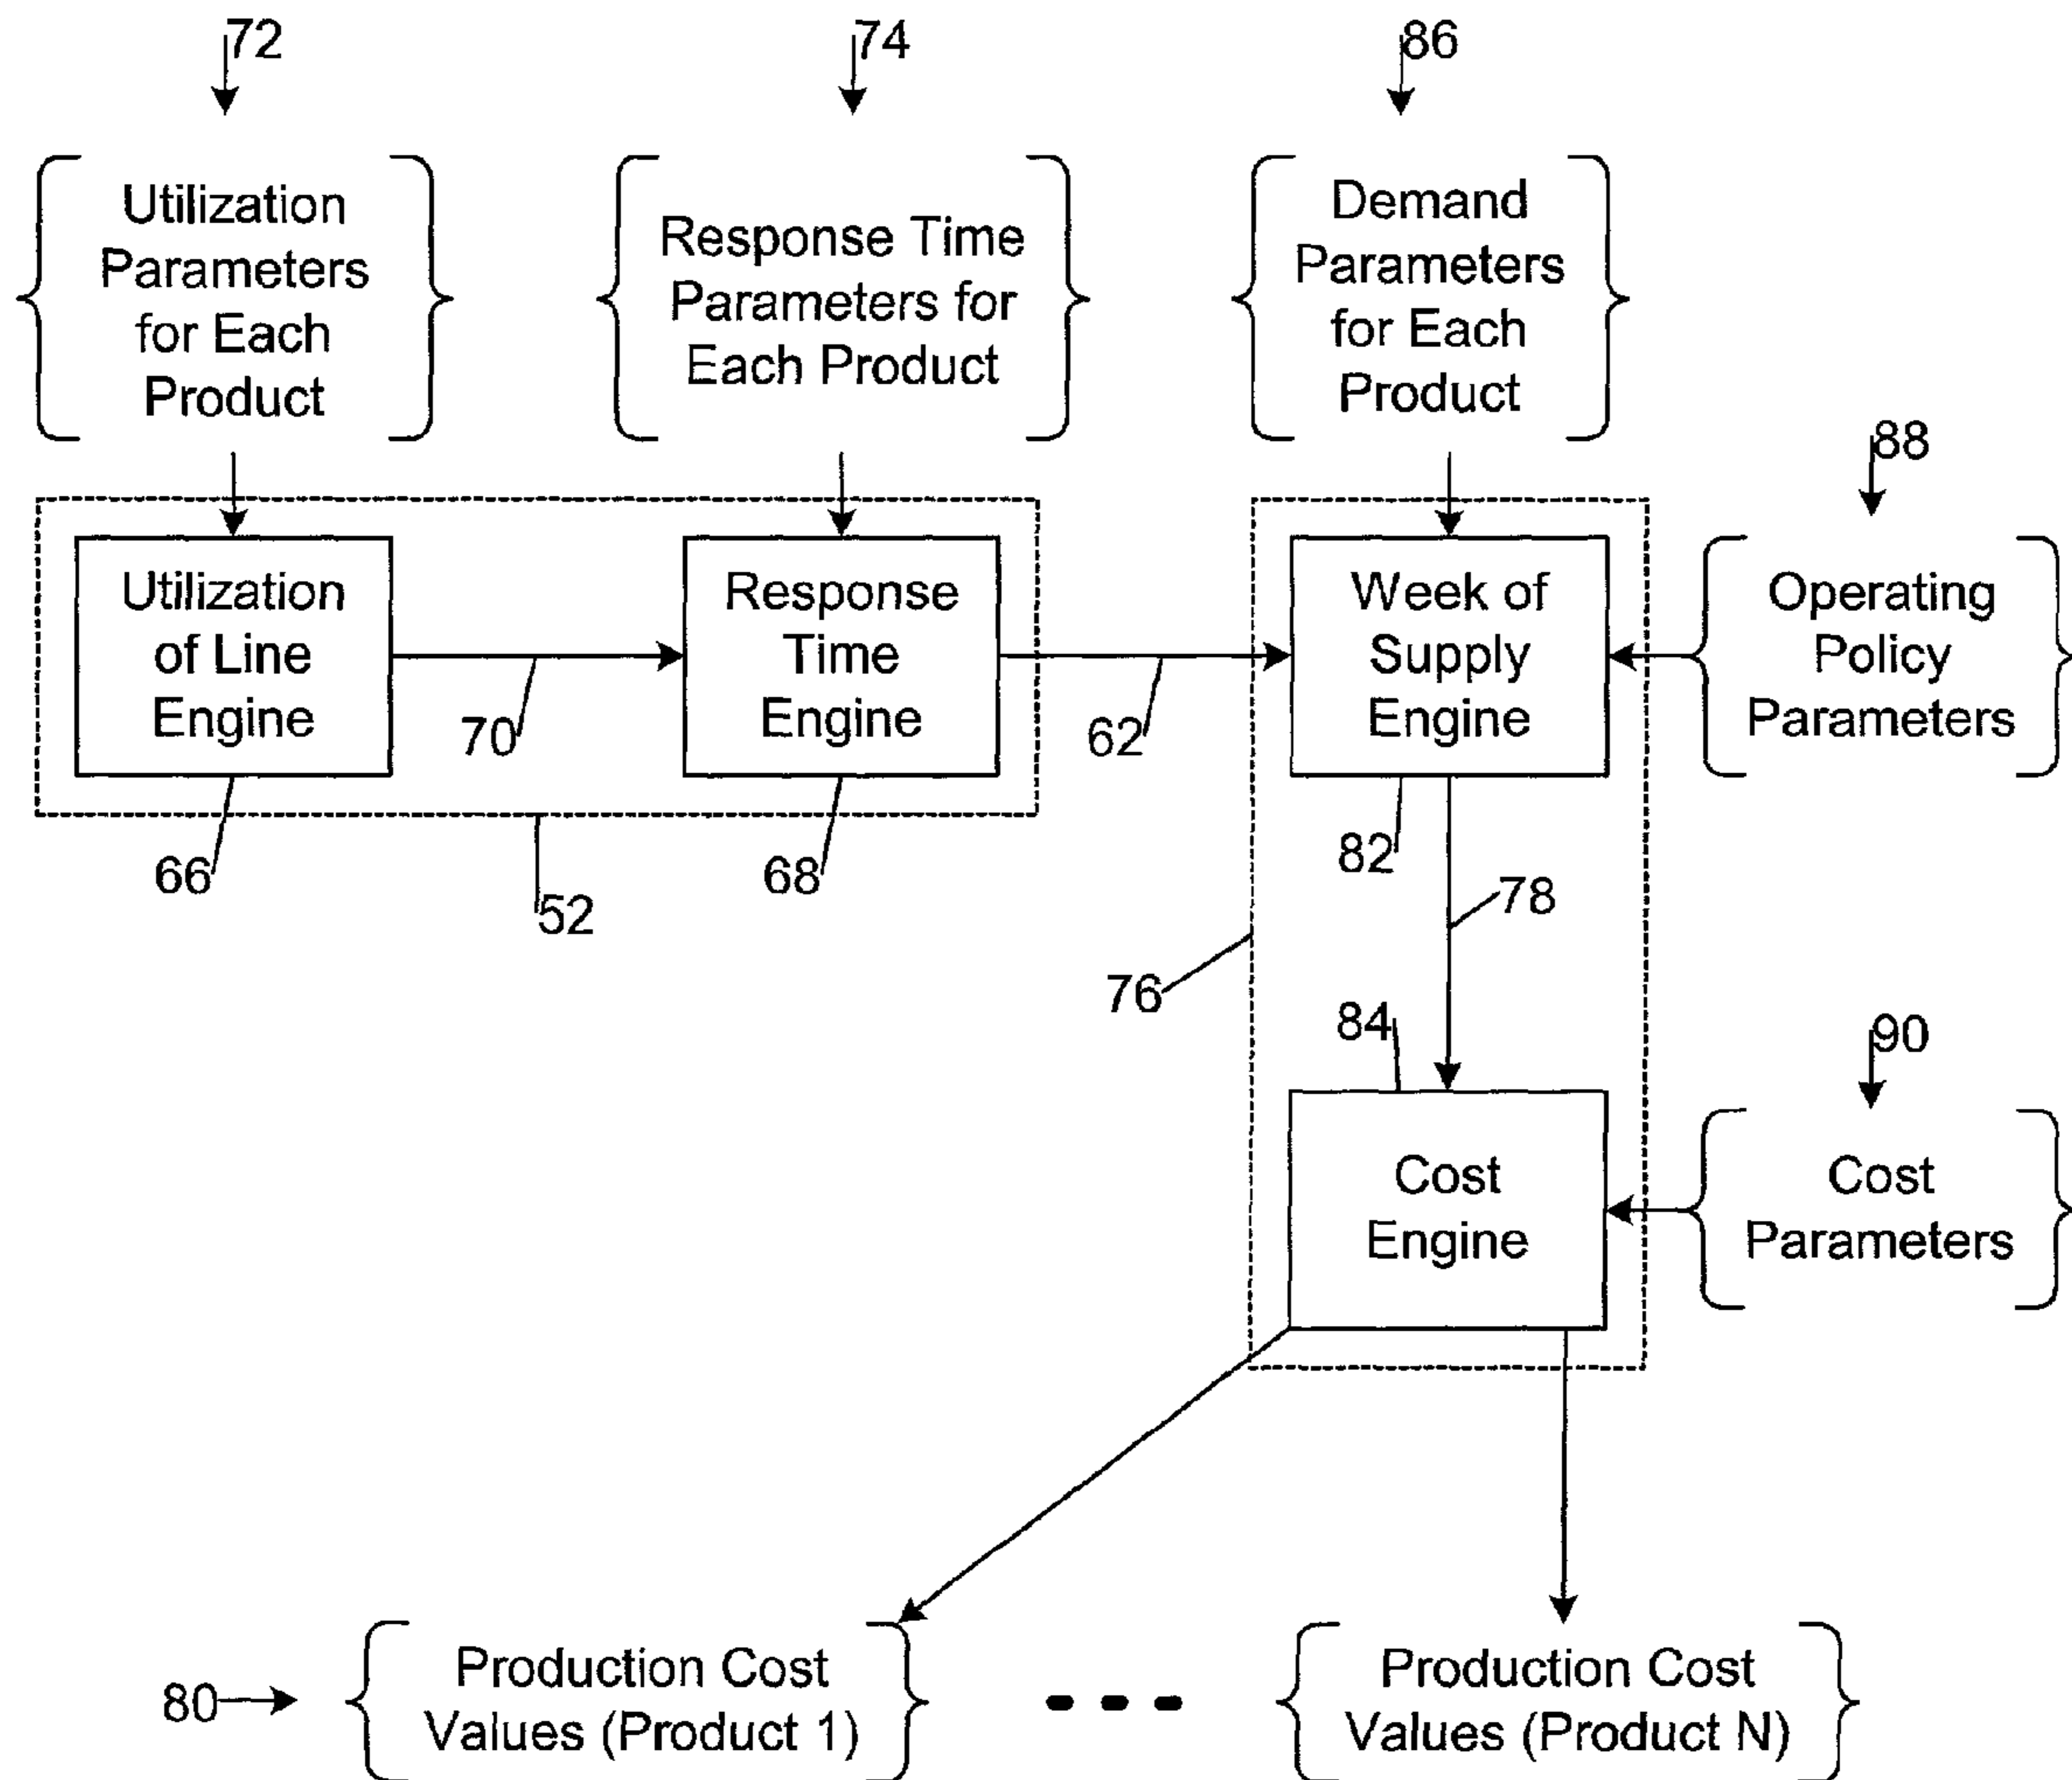 72
74
86
Utilization
Parameters
for Each
Product
Response Time
Parameters for
Each Product
Demand
Parameters
for Each
Product
88
Utilization
of Line
Engine
70
Response
Time
Engine
62
Week of
Supply
Engine
Operating
Policy
Parameters
66
52
68
82
78
76
84
90
Cost
Engine
Cost
Parameters
80
Production Cost
Values (Product 1)
Production Cost
Values (Product N)